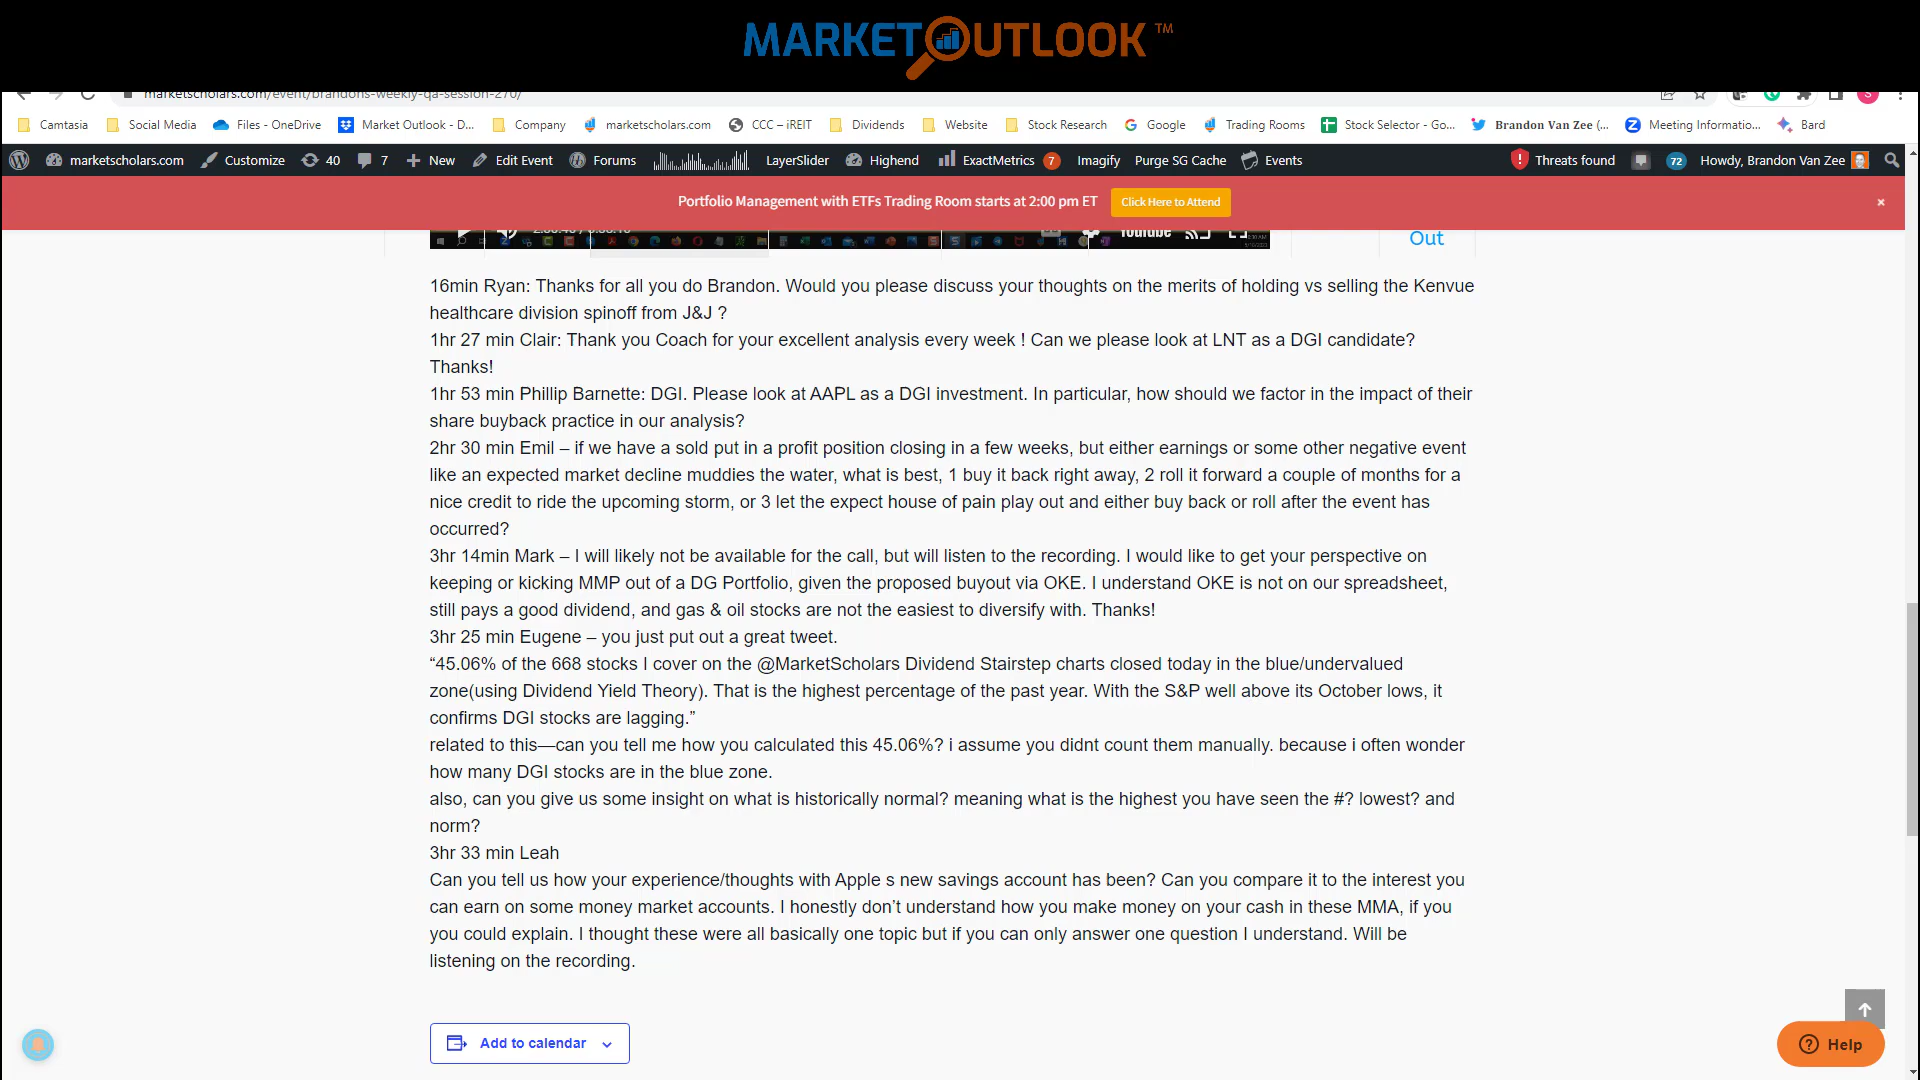 MARKETOUTLOOK™
marketscholars.com/event/brandons-weekly-qa-session-270/
Camtasia Social Media Files - OneDrive Market Outlook - D... Company marketscholars.com CCC – iREIT Dividends Website Stock Research Google Trading Rooms Stock Selector - Go... Brandon Van Zee (... Meeting Informatio... Bard
marketscholars.com Customize 40 7 New Edit Event Forums LayerSlider Highend ExactMetrics 7 Imagify Purge SG Cache Events Threats found 72 Howdy, Brandon Van Zee
Portfolio Management with ETFs Trading Room starts at 2:00 pm ET Click Here to Attend ×
YouTube
Out
16min Ryan: Thanks for all you do Brandon. Would you please discuss your thoughts on the merits of holding vs selling the Kenvue
healthcare division spinoff from J&J ?
1hr 27 min Clair: Thank you Coach for your excellent analysis every week ! Can we please look at LNT as a DGI candidate?
Thanks!
1hr 53 min Phillip Barnette: DGI. Please look at AAPL as a DGI investment. In particular, how should we factor in the impact of their
share buyback practice in our analysis?
2hr 30 min Emil – if we have a sold put in a profit position closing in a few weeks, but either earnings or some other negative event
like an expected market decline muddies the water, what is best, 1 buy it back right away, 2 roll it forward a couple of months for a
nice credit to ride the upcoming storm, or 3 let the expect house of pain play out and either buy back or roll after the event has
occurred?
3hr 14min Mark – I will likely not be available for the call, but will listen to the recording. I would like to get your perspective on
keeping or kicking MMP out of a DG Portfolio, given the proposed buyout via OKE. I understand OKE is not on our spreadsheet,
still pays a good dividend, and gas & oil stocks are not the easiest to diversify with. Thanks!
3hr 25 min Eugene – you just put out a great tweet.
“45.06% of the 668 stocks I cover on the @MarketScholars Dividend Stairstep charts closed today in the blue/undervalued
zone(using Dividend Yield Theory). That is the highest percentage of the past year. With the S&P well above its October lows, it
confirms DGI stocks are lagging.”
related to this—can you tell me how you calculated this 45.06%? i assume you didnt count them manually. because i often wonder
how many DGI stocks are in the blue zone.
also, can you give us some insight on what is historically normal? meaning what is the highest you have seen the #? lowest? and
norm?
3hr 33 min Leah
Can you tell us how your experience/thoughts with Apple s new savings account has been? Can you compare it to the interest you
can earn on some money market accounts. I honestly don’t understand how you make money on your cash in these MMA, if you
you could explain. I thought these were all basically one topic but if you can only answer one question I understand. Will be
listening on the recording.
Add to calendar
Help